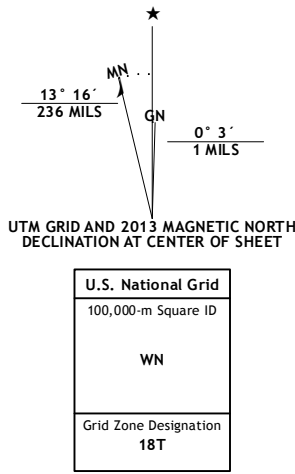 ★
MN
GN
13° 16´
236 MILS
0° 3´
1 MILS
UTM GRID AND 2013 MAGNETIC NORTH
DECLINATION AT CENTER OF SHEET
U.S. National Grid
100,000-m Square ID
WN
Grid Zone Designation
18T